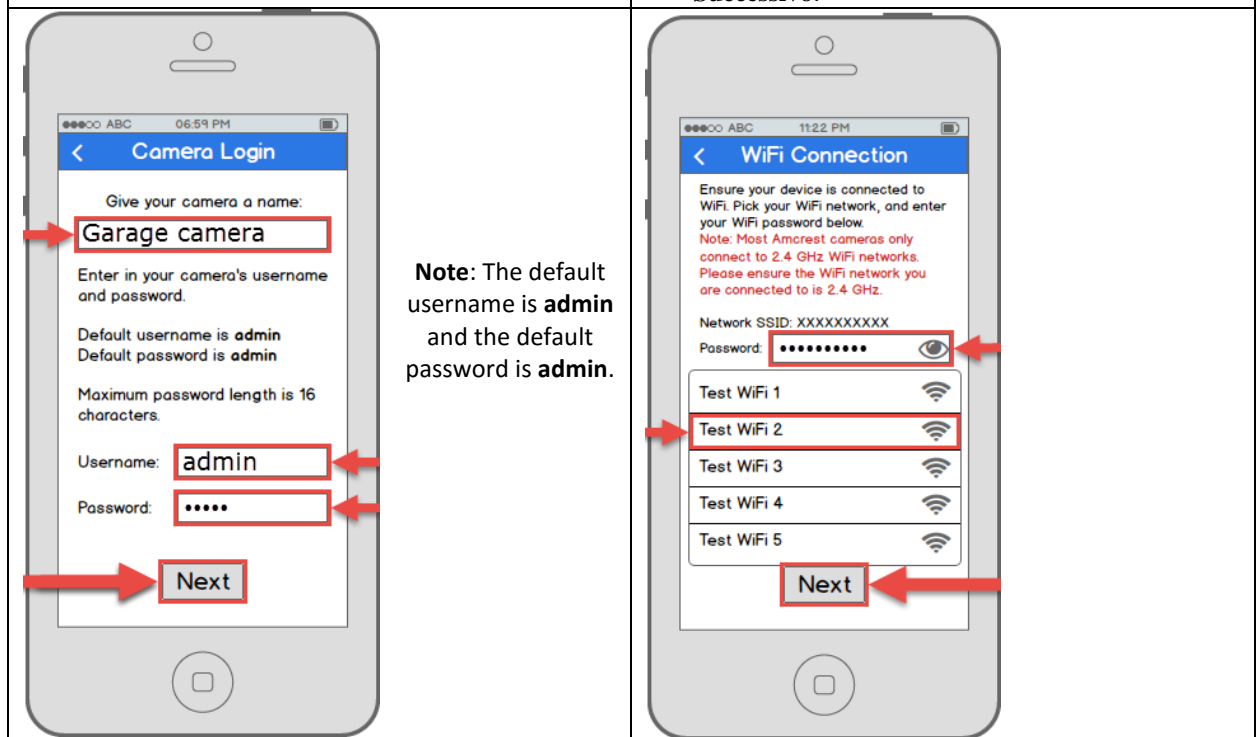 Successive.
ABC 06:59 PM
< Camera Login
Give your camera a name:
Garage camera
Enter in your camera's username
and password.
Default username is admin
Default password is admin
Maximum password length is 16
characters.
Username: admin
Password: •••••
Next
Note: The default
username is admin
and the default
password is admin.
ABC 11:22 PM
< WiFi Connection
Ensure your device is connected to
WiFi. Pick your WiFi network, and enter
your WiFi password below.
Note: Most Amcrest cameras only
connect to 2.4 GHz WiFi networks.
Please ensure the WiFi network you
are connected to is 2.4 GHz.
Network SSID: XXXXXXXXXX
Password: ••••••••••
Test WiFi 1
Test WiFi 2
Test WiFi 3
Test WiFi 4
Test WiFi 5
Next